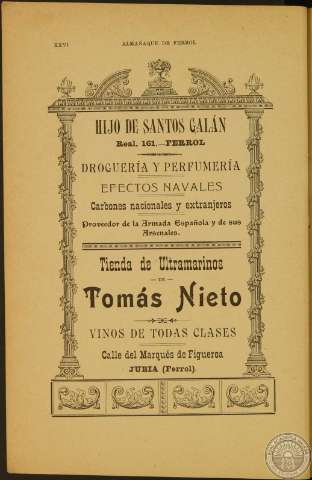 XXVI
ALMANAQUE DE FERROL
HIJO DE SANTOS GALÁN
Real, 161.—FERROL
DROGUERÍA Y PERFUMERÍA
EFECTOS NAVALES
Carbones nacionales y extranjeros
Proveedor de la Armada Española y de sus
Arsenales.
Tienda de Ultramarinos
— DE —
Tomás Nieto
VINOS DE TODAS CLASES
Calle del Marqués de Figueroa
JUBIA (Ferrol).